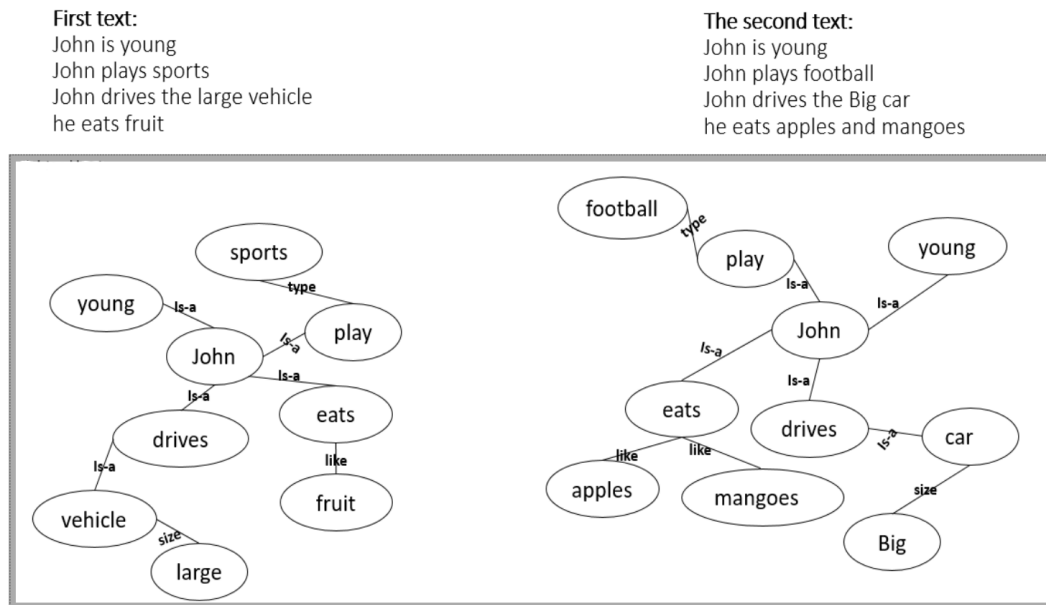 First text:
John is young
John plays sports
John drives the large vehicle
he eats fruit
The second text:
John is young
John plays football
John drives the Big car
he eats apples and mangoes
sports
type
young
Is-a
play
John
Is-a
Is-a
Is-a
eats
drives
like
Is-a
fruit
vehicle
size
large
football
type
play
young
Is-a
Is-a
John
Is-a
Is-a
eats
drives
Is-a
car
like
like
apples
mangoes
size
Big